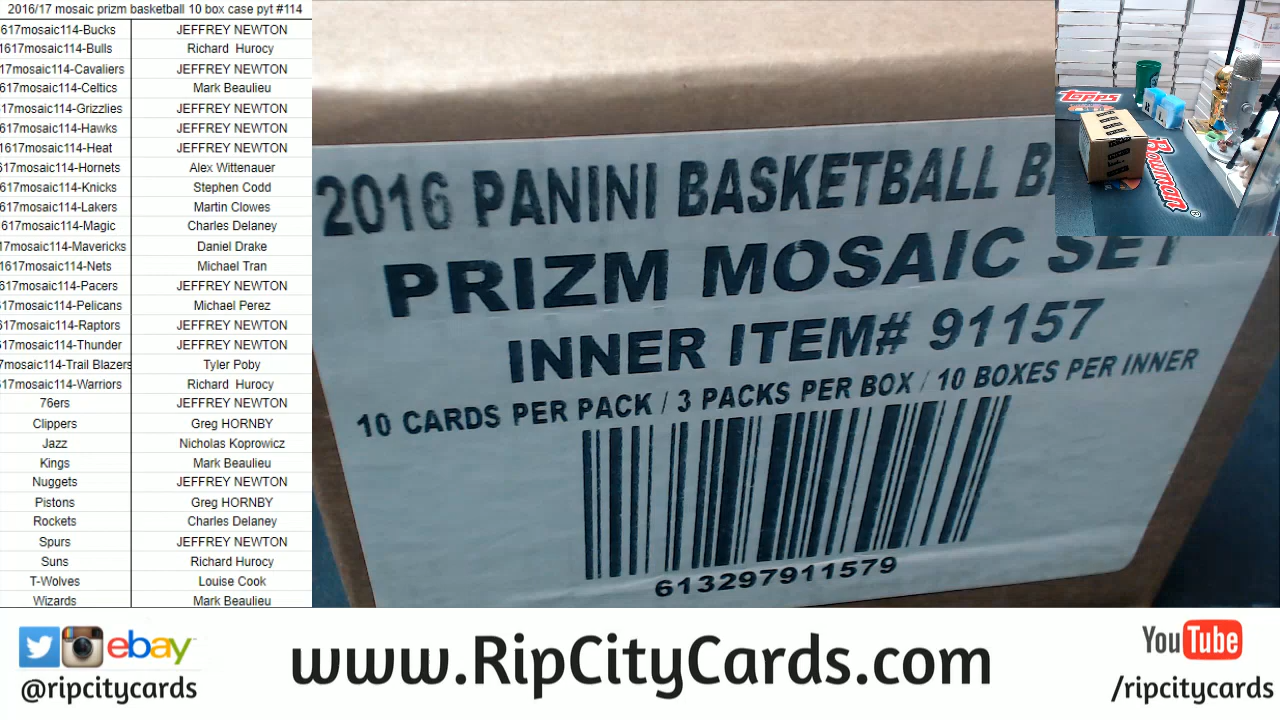 2016/17 mosaic prizm basketball 10 box case pyt #114
617mosaic114-Bucks JEFFREY NEWTON
1617mosaic114-Bulls Richard Hurocy
17mosaic114-Cavaliers JEFFREY NEWTON
617mosaic114-Celtics Mark Beaulieu
617mosaic114-Grizzlies JEFFREY NEWTON
617mosaic114-Hawks JEFFREY NEWTON
1617mosaic114-Heat JEFFREY NEWTON
617mosaic114-Hornets Alex Wittenauer
617mosaic114-Knicks Stephen Codd
617mosaic114-Lakers Martin Clowes
617mosaic114-Magic Charles Delaney
17mosaic114-Mavericks Daniel Drake
1617mosaic114-Nets Michael Tran
617mosaic114-Pacers JEFFREY NEWTON
617mosaic114-Pelicans Michael Perez
617mosaic114-Raptors JEFFREY NEWTON
617mosaic114-Thunder JEFFREY NEWTON
7mosaic114-Trail Blazers Tyler Poby
617mosaic114-Warriors Richard Hurocy
76ers JEFFREY NEWTON
Clippers Greg HORNBY
Jazz Nicholas Koprowicz
Kings Mark Beaulieu
Nuggets JEFFREY NEWTON
Pistons Greg HORNBY
Rockets Charles Delaney
Spurs JEFFREY NEWTON
Suns Richard Hurocy
T-Wolves Louise Cook
Wizards Mark Beaulieu
2016 PANINI BASKETBALL
PRIZM MOSAIC SET
INNER ITEM# 91157
10 CARDS PER PACK / 3 PACKS PER BOX / 10 BOXES PER INNER
613297911579
Topps
Bowman
ebay
@ripcitycards
www.RipCityCards.com
YouTube
/ripcitycards